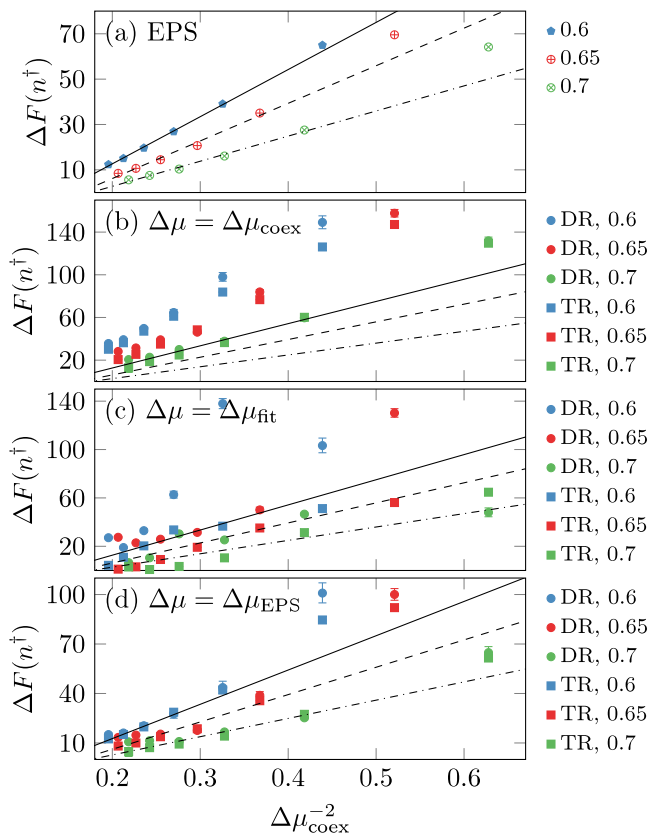 (a) EPS
70
50
30
10
ΔF(n†)
0.6
0.65
0.7
(b) Δμ = Δμcoex
140
100
60
20
ΔF(n†)
DR, 0.6
DR, 0.65
DR, 0.7
TR, 0.6
TR, 0.65
TR, 0.7
(c) Δμ = Δμfit
140
100
60
20
ΔF(n†)
DR, 0.6
DR, 0.65
DR, 0.7
TR, 0.6
TR, 0.65
TR, 0.7
(d) Δμ = ΔμEPS
100
70
40
10
ΔF(n†)
DR, 0.6
DR, 0.65
DR, 0.7
TR, 0.6
TR, 0.65
TR, 0.7
0.2 0.3 0.4 0.5 0.6
Δμcoex⁻²